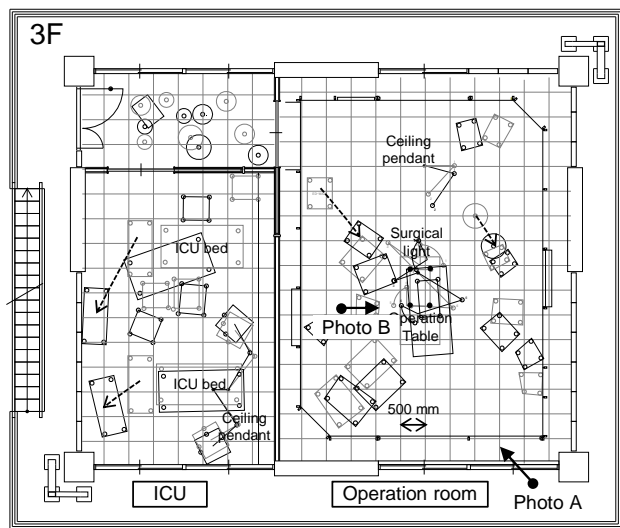 3F
Ceiling
pendant
Surgical
light
ICU bed
Photo B
Operation
Table
ICU bed
500 mm
Ceiling
pendant
ICU
Operation room
Photo A